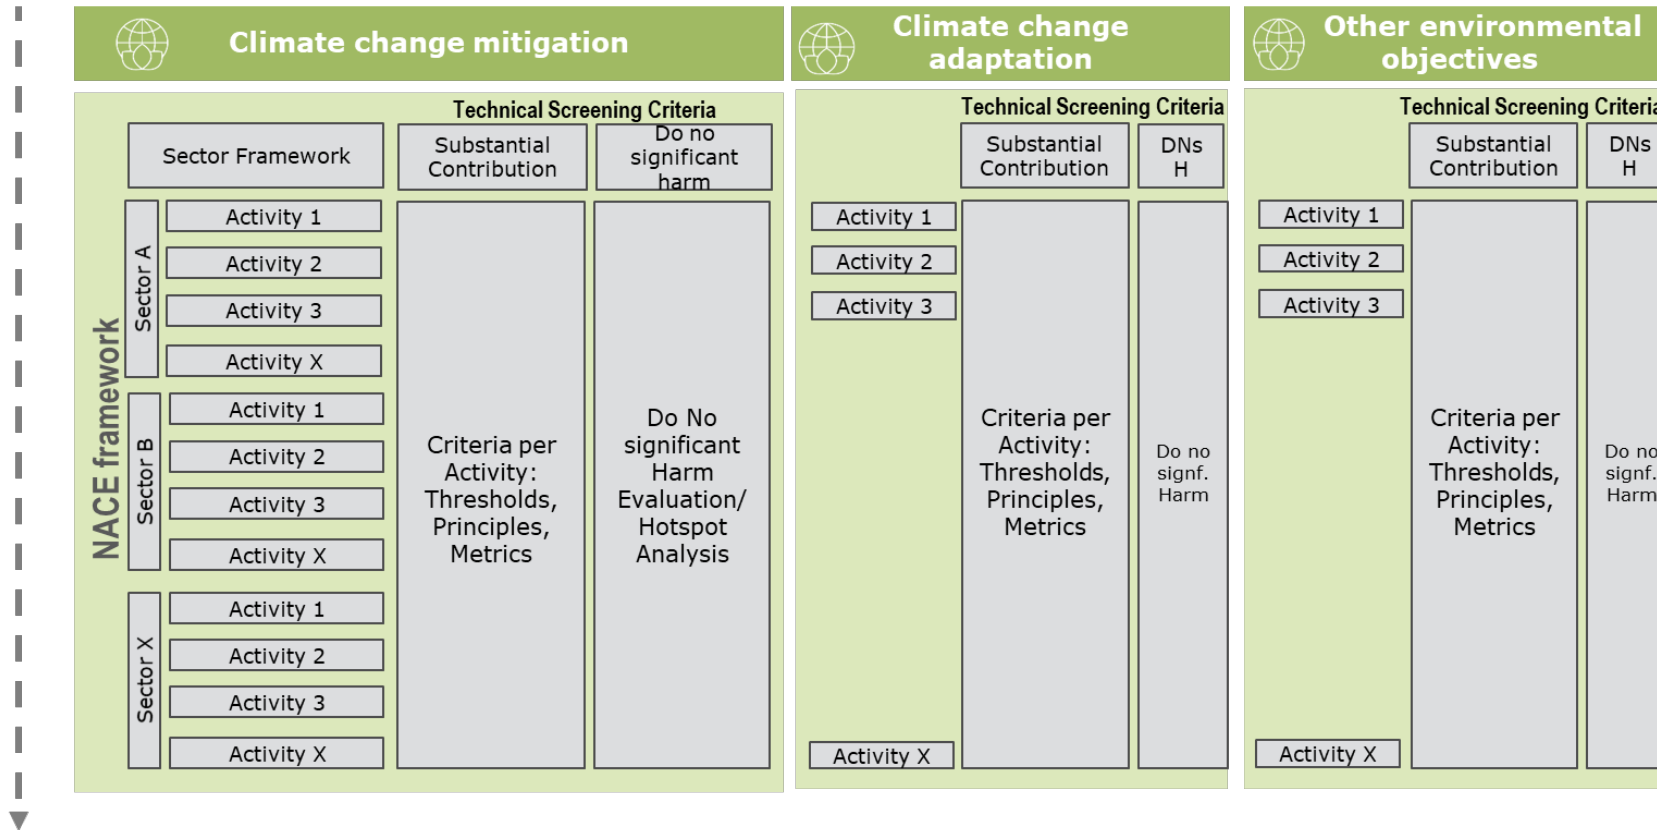 Climate change mitigation
Technical Screening Criteria
Sector Framework
Substantial
Contribution
Do no
significant
harm
NACE framework
Sector A
Activity 1
Activity 2
Activity 3
Activity X
Sector B
Activity 1
Activity 2
Activity 3
Activity X
Sector X
Activity 1
Activity 2
Activity 3
Activity X
Criteria per
Activity:
Thresholds,
Principles,
Metrics
Do No
significant
Harm
Evaluation/
Hotspot
Analysis
Climate change
adaptation
Technical Screening Criteria
Substantial
Contribution
DNs
H
Activity 1
Activity 2
Activity 3
Activity X
Criteria per
Activity:
Thresholds,
Principles,
Metrics
Do no
signf.
Harm
Other environmental
objectives
Technical Screening Criteria
Substantial
Contribution
DNs
H
Activity 1
Activity 2
Activity 3
Activity X
Criteria per
Activity:
Thresholds,
Principles,
Metrics
Do no
signf.
Harm